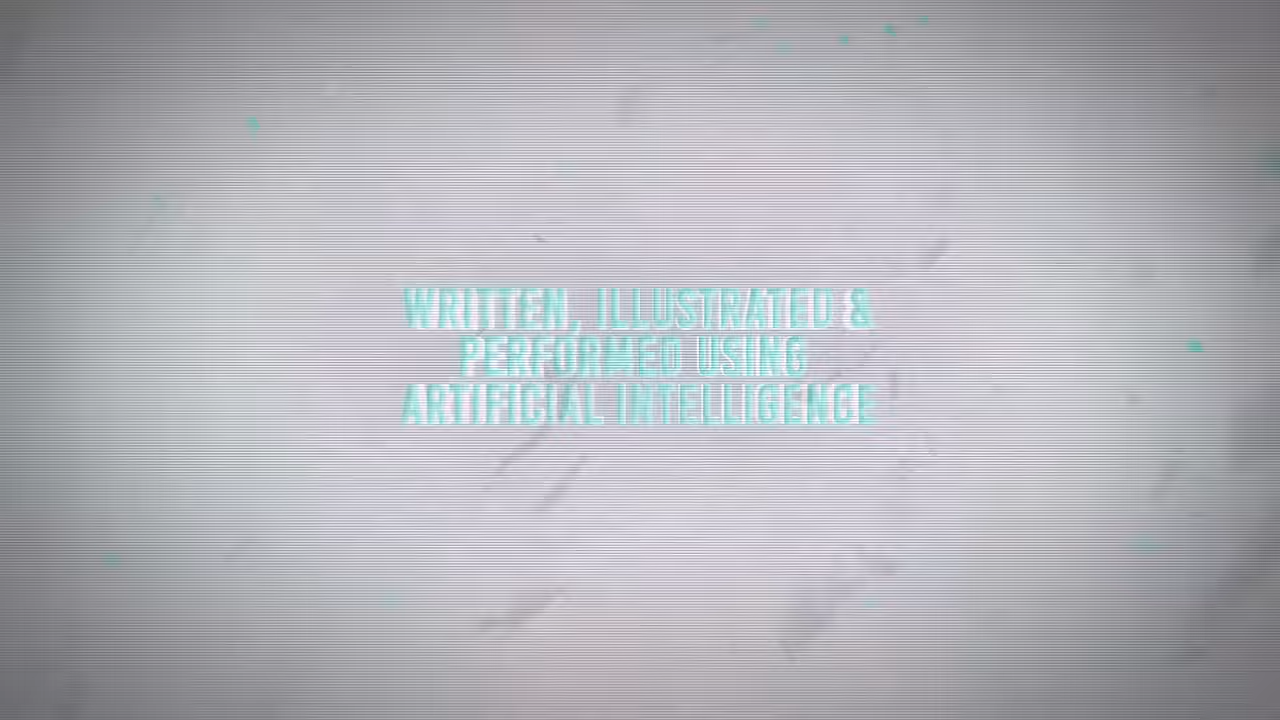 WRITTEN, ILLUSTRATED &
PERFORMED USING
ARTIFICIAL INTELLIGENCE